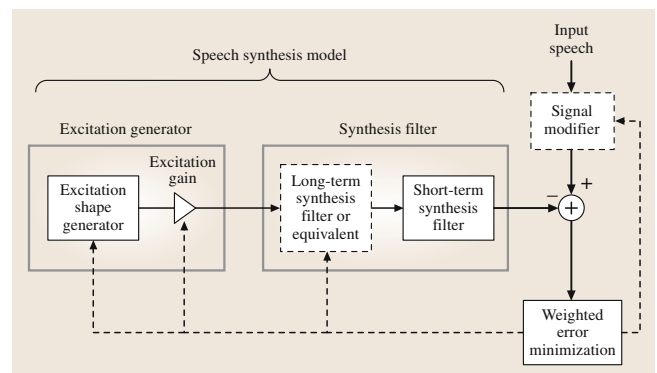 Input
speech
Speech synthesis model
Signal
modifier
Excitation generator
Synthesis filter
Excitation
gain
Excitation
shape
generator
Long-term
synthesis
filter or
equivalent
Short-term
synthesis
filter
− +
+
Weighted
error
minimization